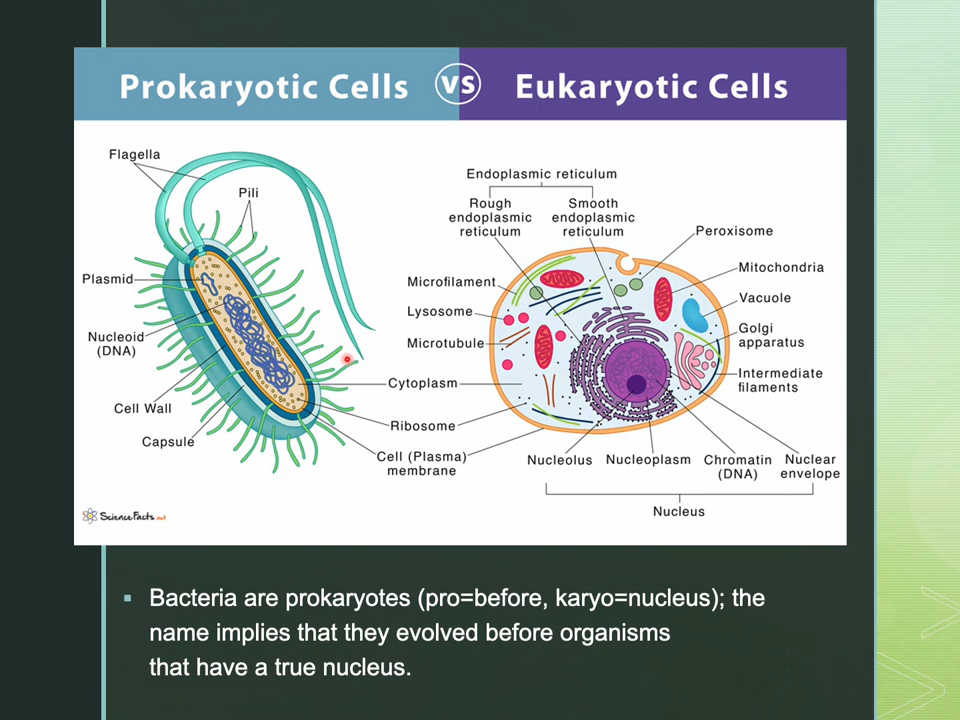 Prokaryotic Cells VS Eukaryotic Cells
Flagella
Pili
Plasmid
Nucleoid
(DNA)
Cell Wall
Capsule
Cytoplasm
Ribosome
Cell (Plasma)
membrane
Endoplasmic reticulum
Rough
endoplasmic
reticulum
Smooth
endoplasmic
reticulum
Peroxisome
Microfilament
Lysosome
Microtubule
Mitochondria
Vacuole
Golgi
apparatus
Intermediate
filaments
Nucleolus
Nucleoplasm
Chromatin
(DNA)
Nuclear
envelope
Nucleus
ScienceFacts.net
Bacteria are prokaryotes (pro=before, karyo=nucleus); the
name implies that they evolved before organisms
that have a true nucleus.